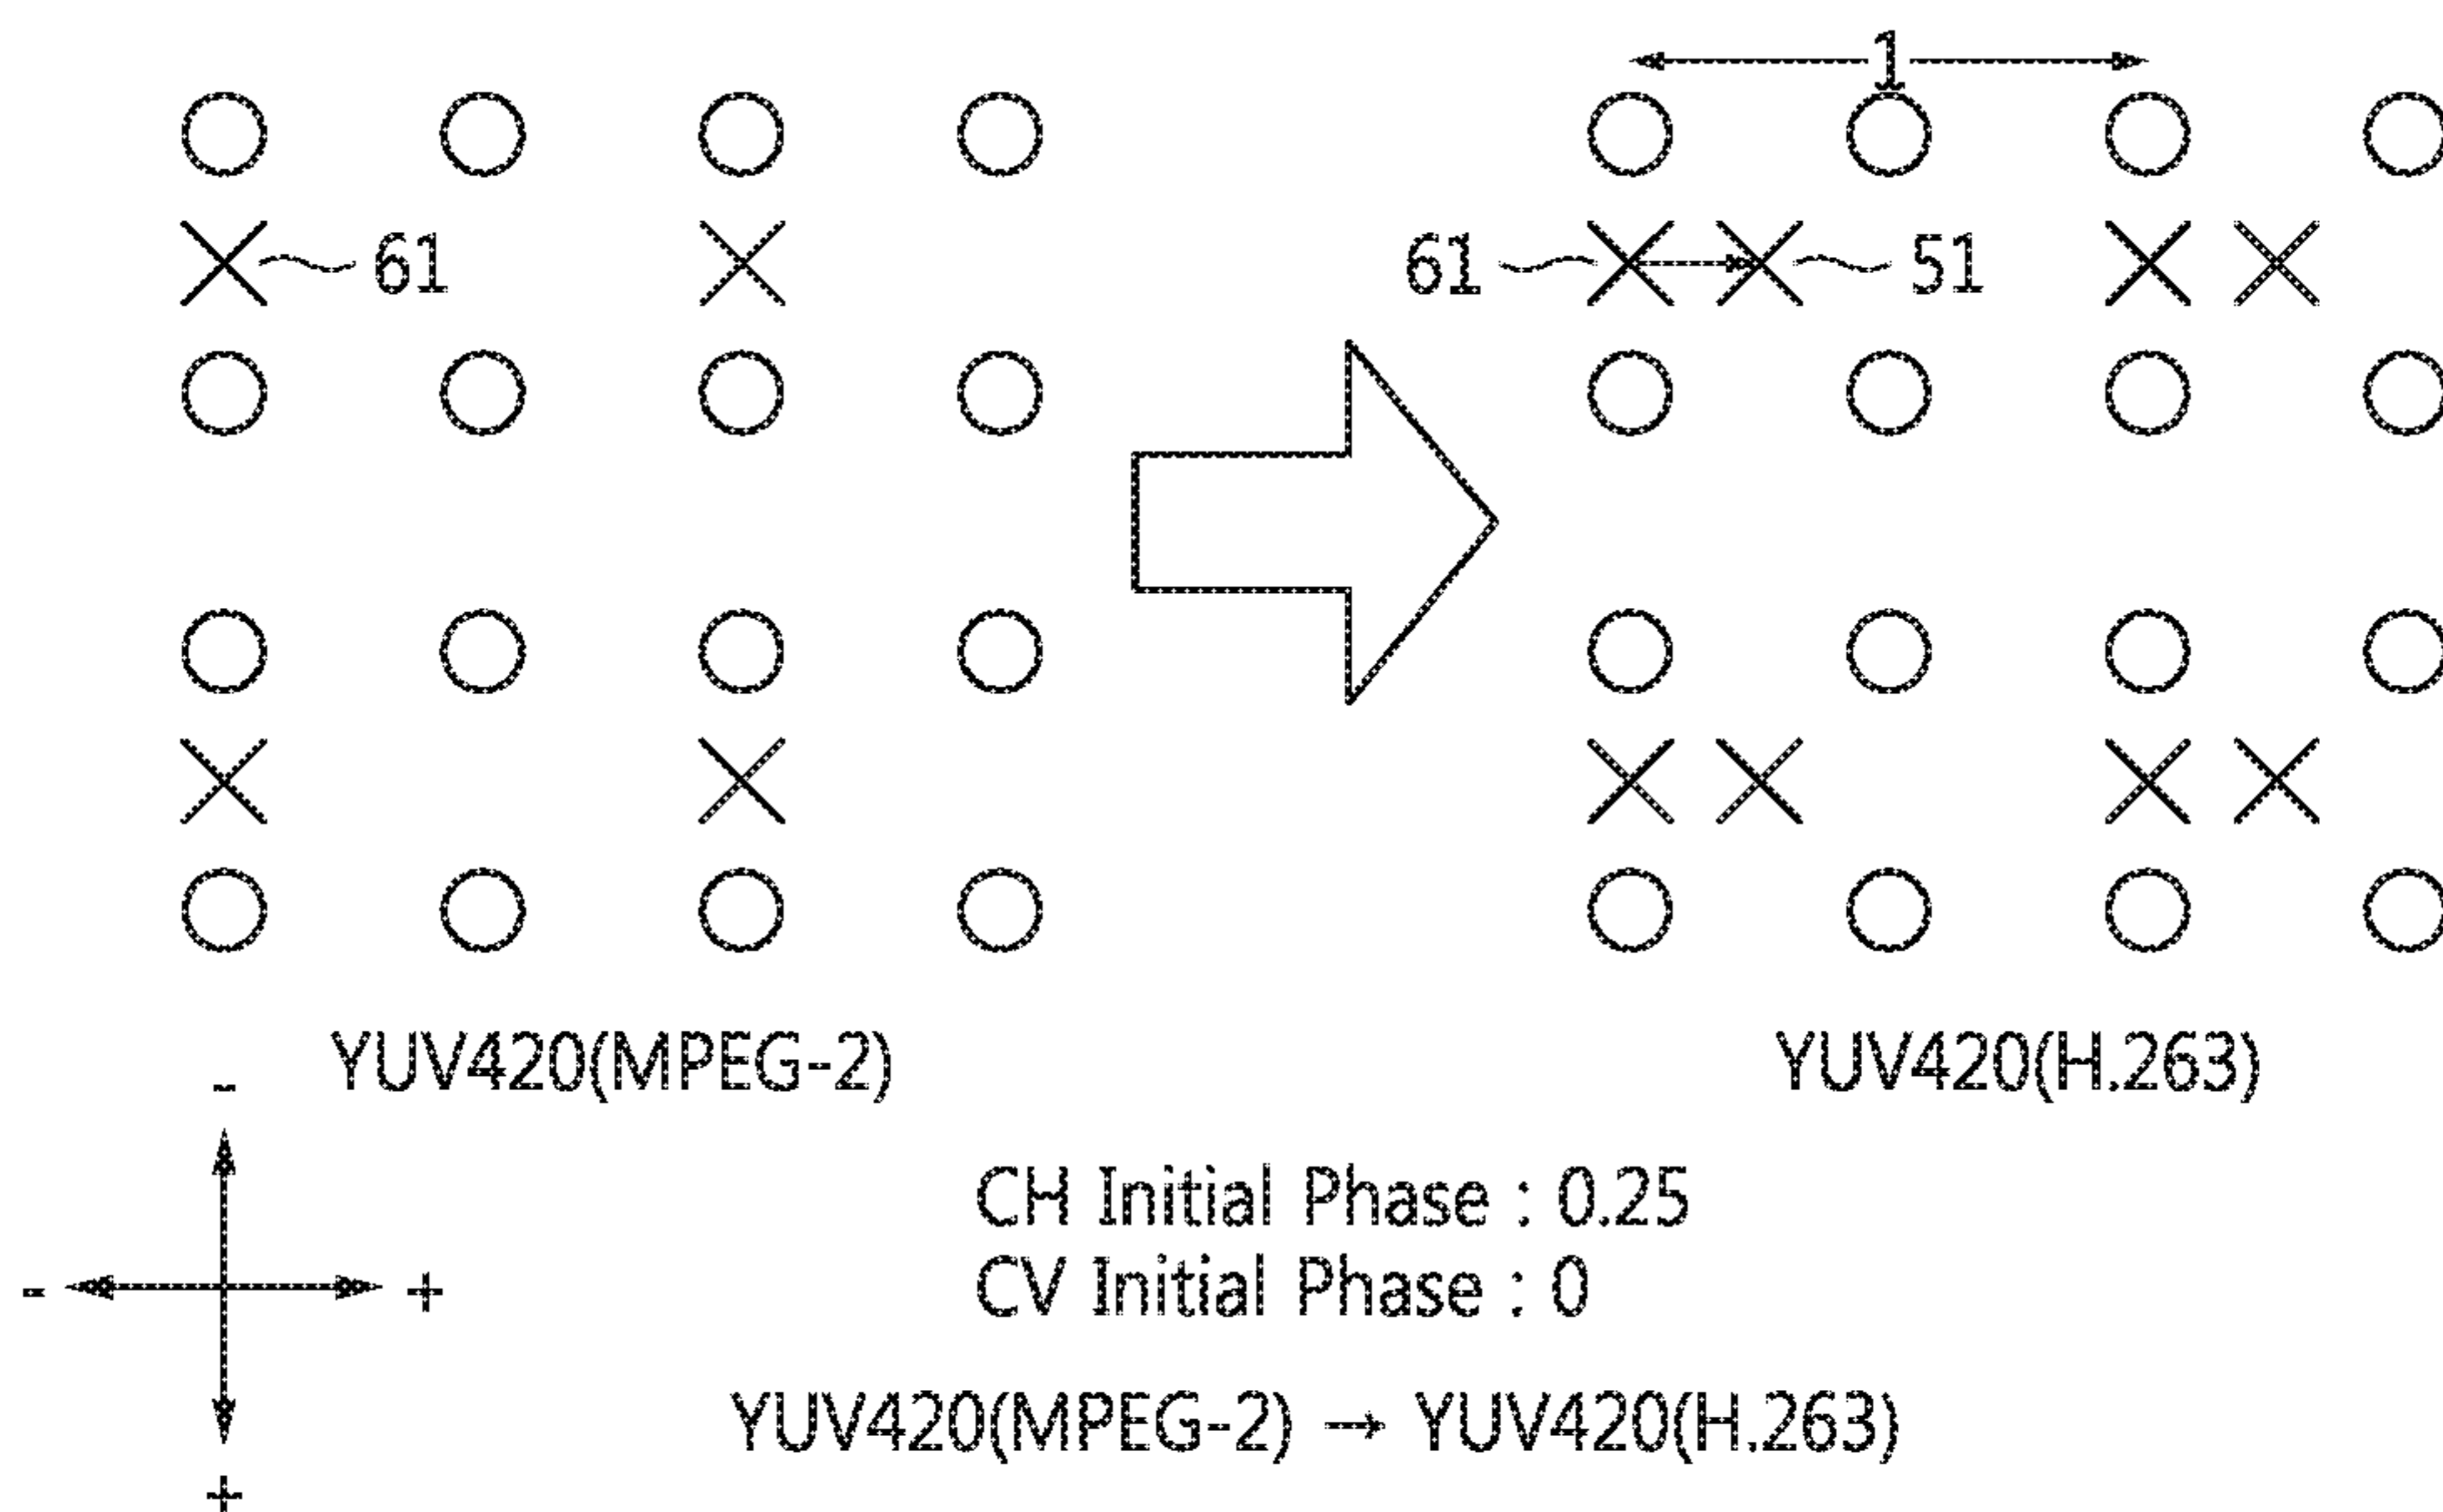 1
61
61
51
YUV420(MPEG-2)
YUV420(H.263)
-
- +
+
CH Initial Phase : 0.25
CV Initial Phase : 0
YUV420(MPEG-2) → YUV420(H.263)